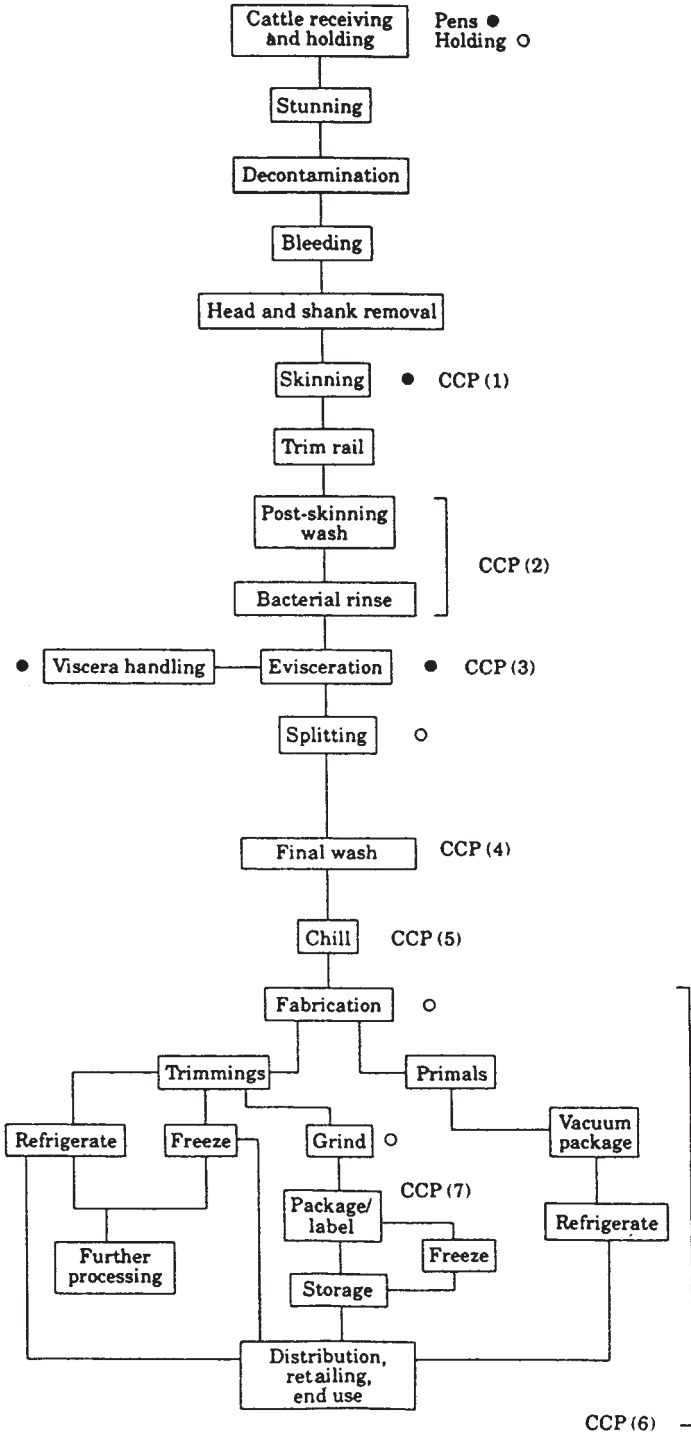 Cattle receiving
and holding
Pens ●
Holding ○
Stunning
Decontamination
Bleeding
Head and shank removal
Skinning
● CCP (1)
Trim rail
Post-skinning
wash
CCP (2)
Bacterial rinse
● Viscera handling
Evisceration
● CCP (3)
Splitting ○
Final wash
CCP (4)
Chill
CCP (5)
Fabrication ○
Trimmings
Primals
Refrigerate
Freeze
Grind ○
Vacuum
package
CCP (7)
Package/
label
Refrigerate
Further
processing
Freeze
Storage
Distribution,
retailing,
end use
CCP (6)